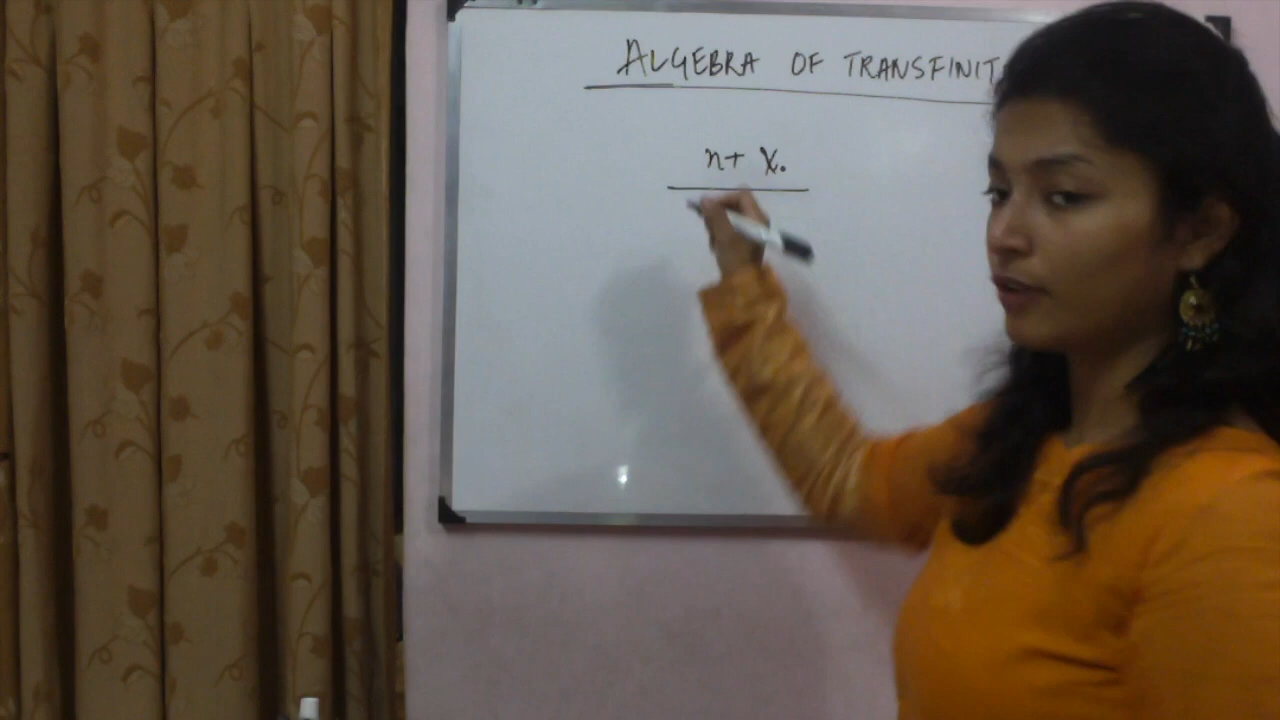 ALGEBRA OF TRANSFINIT
n + ℵ₀